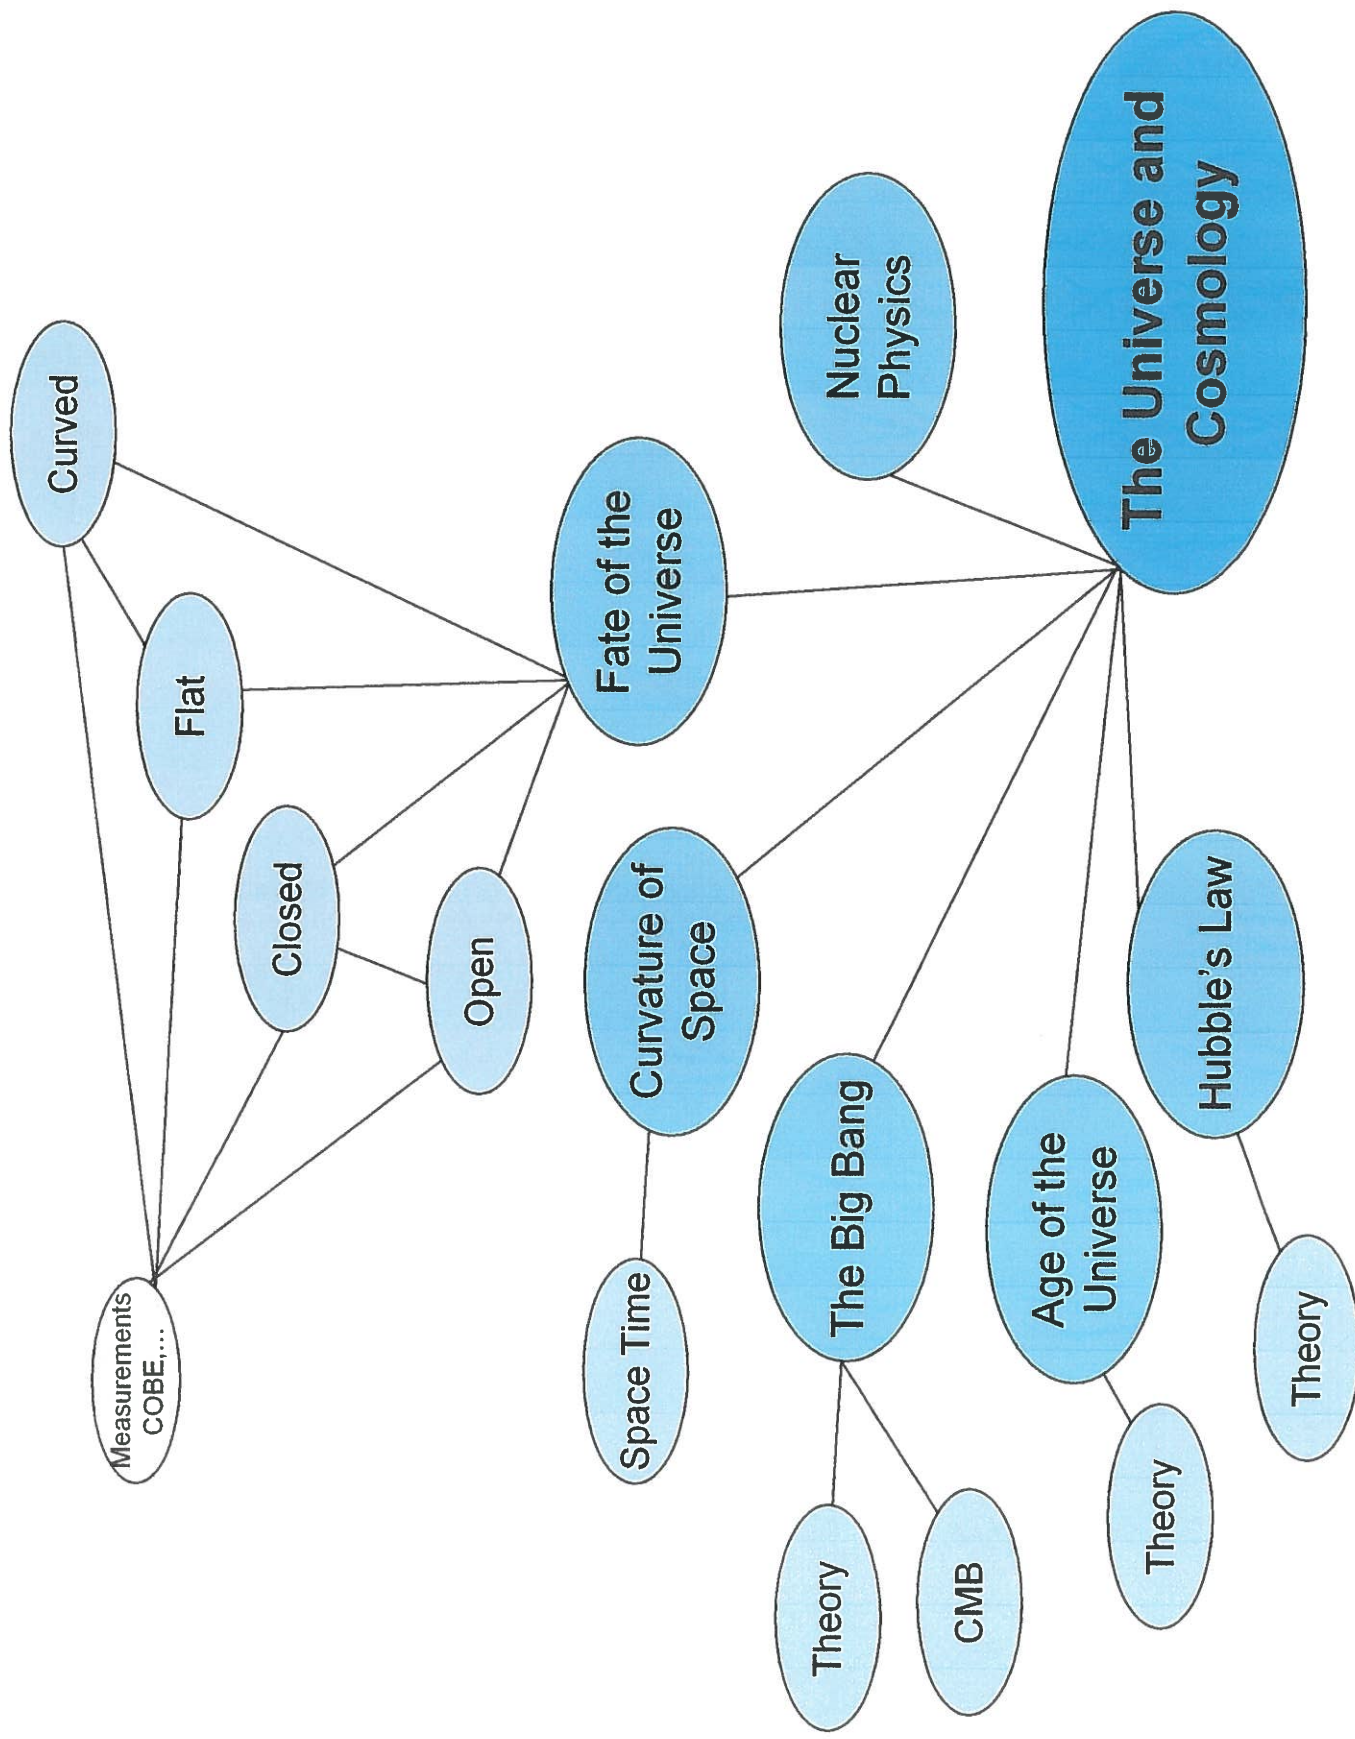 The Universe and
Cosmology
Nuclear
Physics
Fate of the
Universe
Curved
Flat
Closed
Open
Measurements
COBE,...
Curvature of
Space
Space Time
The Big Bang
Theory
CMB
Age of the
Universe
Theory
Hubble's Law
Theory